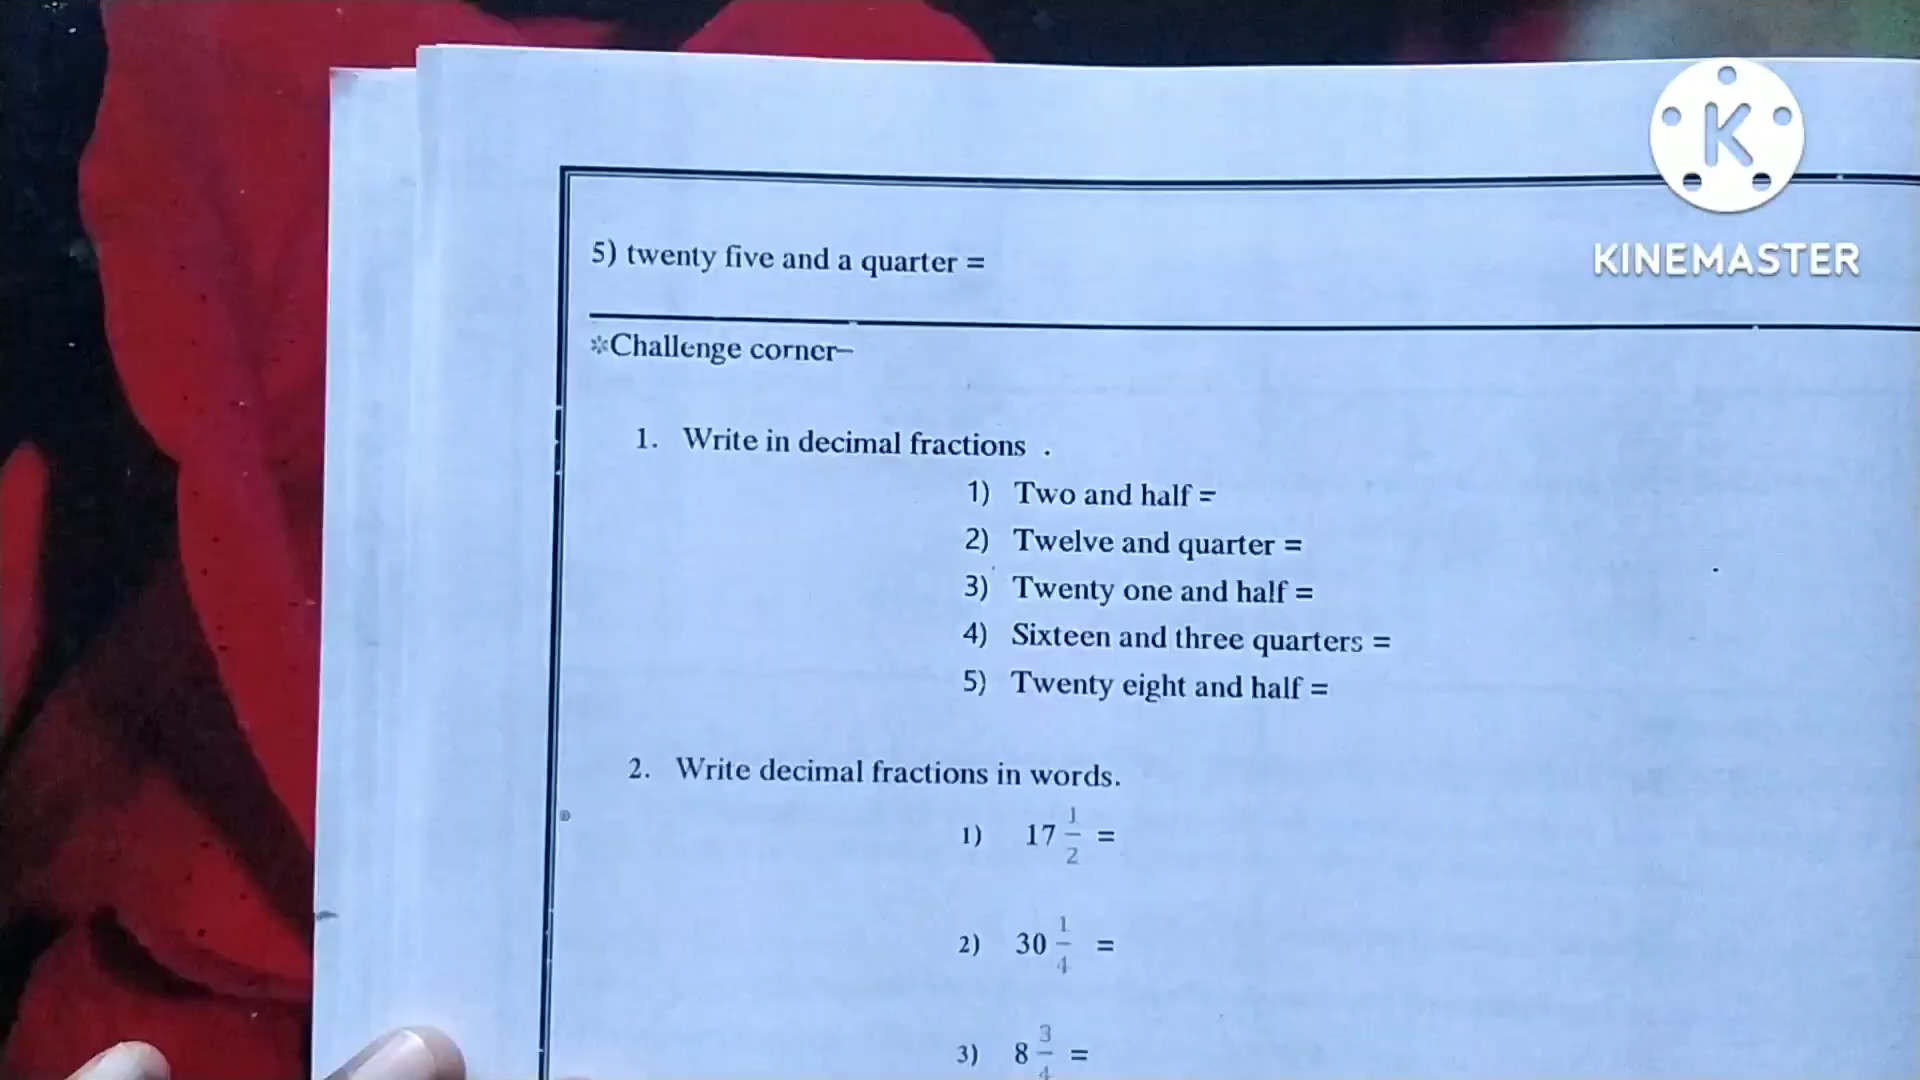 K
KINEMASTER
5) twenty five and a quarter =
*Challenge corner–
1. Write in decimal fractions .
1) Two and half =
2) Twelve and quarter =
3) Twenty one and half =
4) Sixteen and three quarters =
5) Twenty eight and half =
2. Write decimal fractions in words.
1) 17 1/2 =
2) 30 1/4 =
3) 8 3/4 =